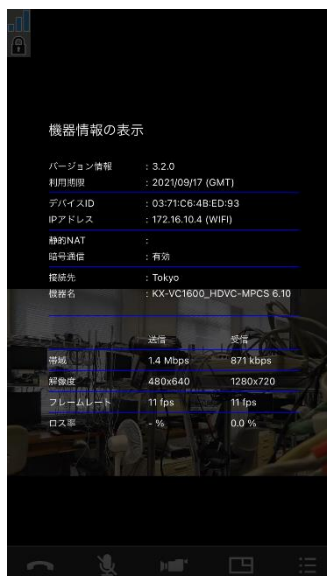 機器情報の表示
バージョン情報 : 3.2.0
利用期限 : 2021/09/17 (GMT)
デバイスID : 03:71:C6:4B:ED:93
IPアドレス : 172.16.10.4 (WIFI)
静的NAT :
暗号通信 : 有効
接続先 : Tokyo
機器名 : KX-VC1600_HDVC-MPCS 6.10
送信 受信
帯域 1.4 Mbps 871 kbps
解像度 480x640 1280x720
フレームレート 11 fps 11 fps
ロス率 - % 0.0 %